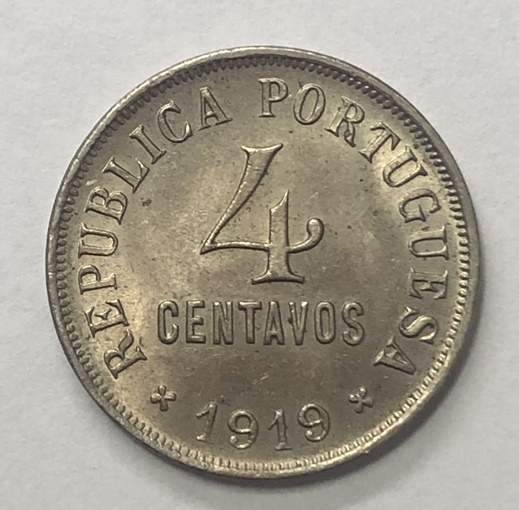 REPUBLICA PORTUGUESA
4
CENTAVOS
* 1919 *